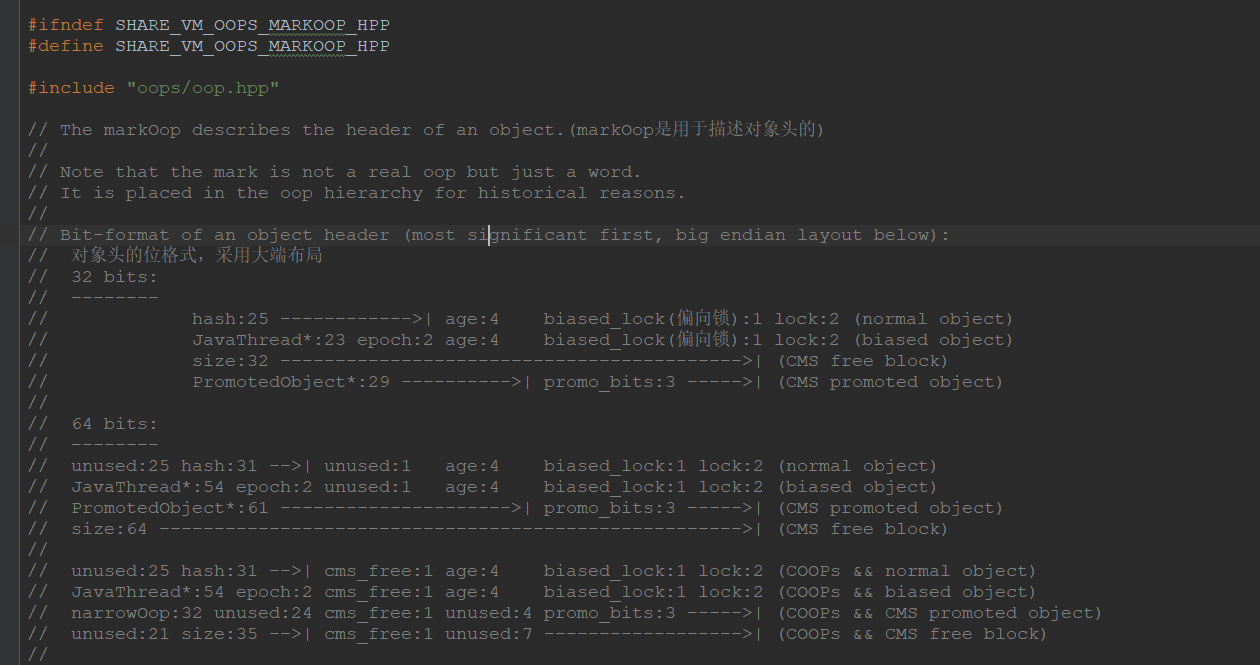 #ifndef SHARE_VM_OOPS_MARKOOP_HPP
#define SHARE_VM_OOPS_MARKOOP_HPP
#include "oops/oop.hpp"
// The markOop describes the header of an object.(markOop是用于描述对象头的)
//
// Note that the mark is not a real oop but just a word.
// It is placed in the oop hierarchy for historical reasons.
//
// Bit-format of an object header (most significant first, big endian layout below):
//  对象头的位格式，采用大端布局
//  32 bits:
//  --------
//             hash:25 ------------>| age:4    biased_lock(偏向锁):1 lock:2 (normal object)
//             JavaThread*:23 epoch:2 age:4    biased_lock(偏向锁):1 lock:2 (biased object)
//             size:32 ------------------------------------------>| (CMS free block)
//             PromotedObject*:29 ---------->| promo_bits:3 ----->| (CMS promoted object)
//
//  64 bits:
//  --------
//  unused:25 hash:31 -->| unused:1   age:4    biased_lock:1 lock:2 (normal object)
//  JavaThread*:54 epoch:2 unused:1   age:4    biased_lock:1 lock:2 (biased object)
//  PromotedObject*:61 --------------------->| promo_bits:3 ----->| (CMS promoted object)
//  size:64 ----------------------------------------------------->| (CMS free block)
//
//  unused:25 hash:31 -->| cms_free:1 age:4    biased_lock:1 lock:2 (COOPs && normal object)
//  JavaThread*:54 epoch:2 cms_free:1 age:4    biased_lock:1 lock:2 (COOPs && biased object)
//  narrowOop:32 unused:24 cms_free:1 unused:4 promo_bits:3 ----->| (COOPs && CMS promoted object)
//  unused:21 size:35 -->| cms_free:1 unused:7 ------------------>| (COOPs && CMS free block)
//